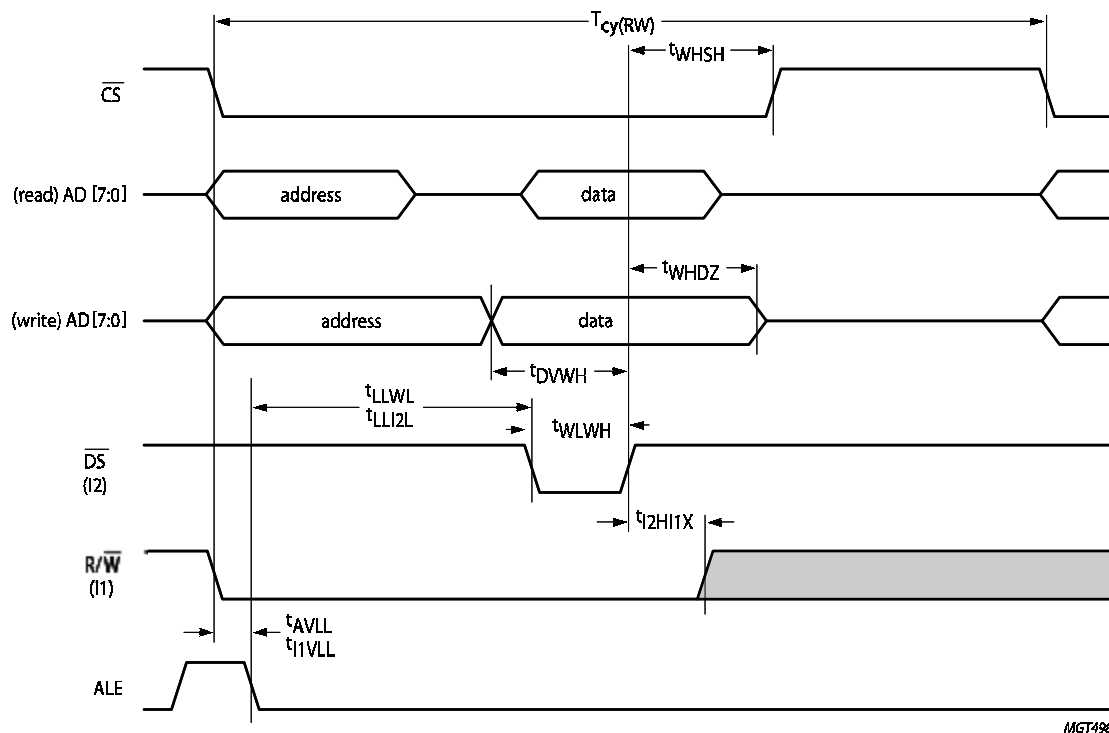 Tcy(RW)
tWHSH
CS
(read) AD [7:0]
address
data
tWHDZ
(write) AD[7:0]
address
data
tDVWH
tLLWL
tLLI2L
tWLWH
DS
(I2)
tI2HI1X
R/W
(I1)
tAVLL
tI1VLL
ALE